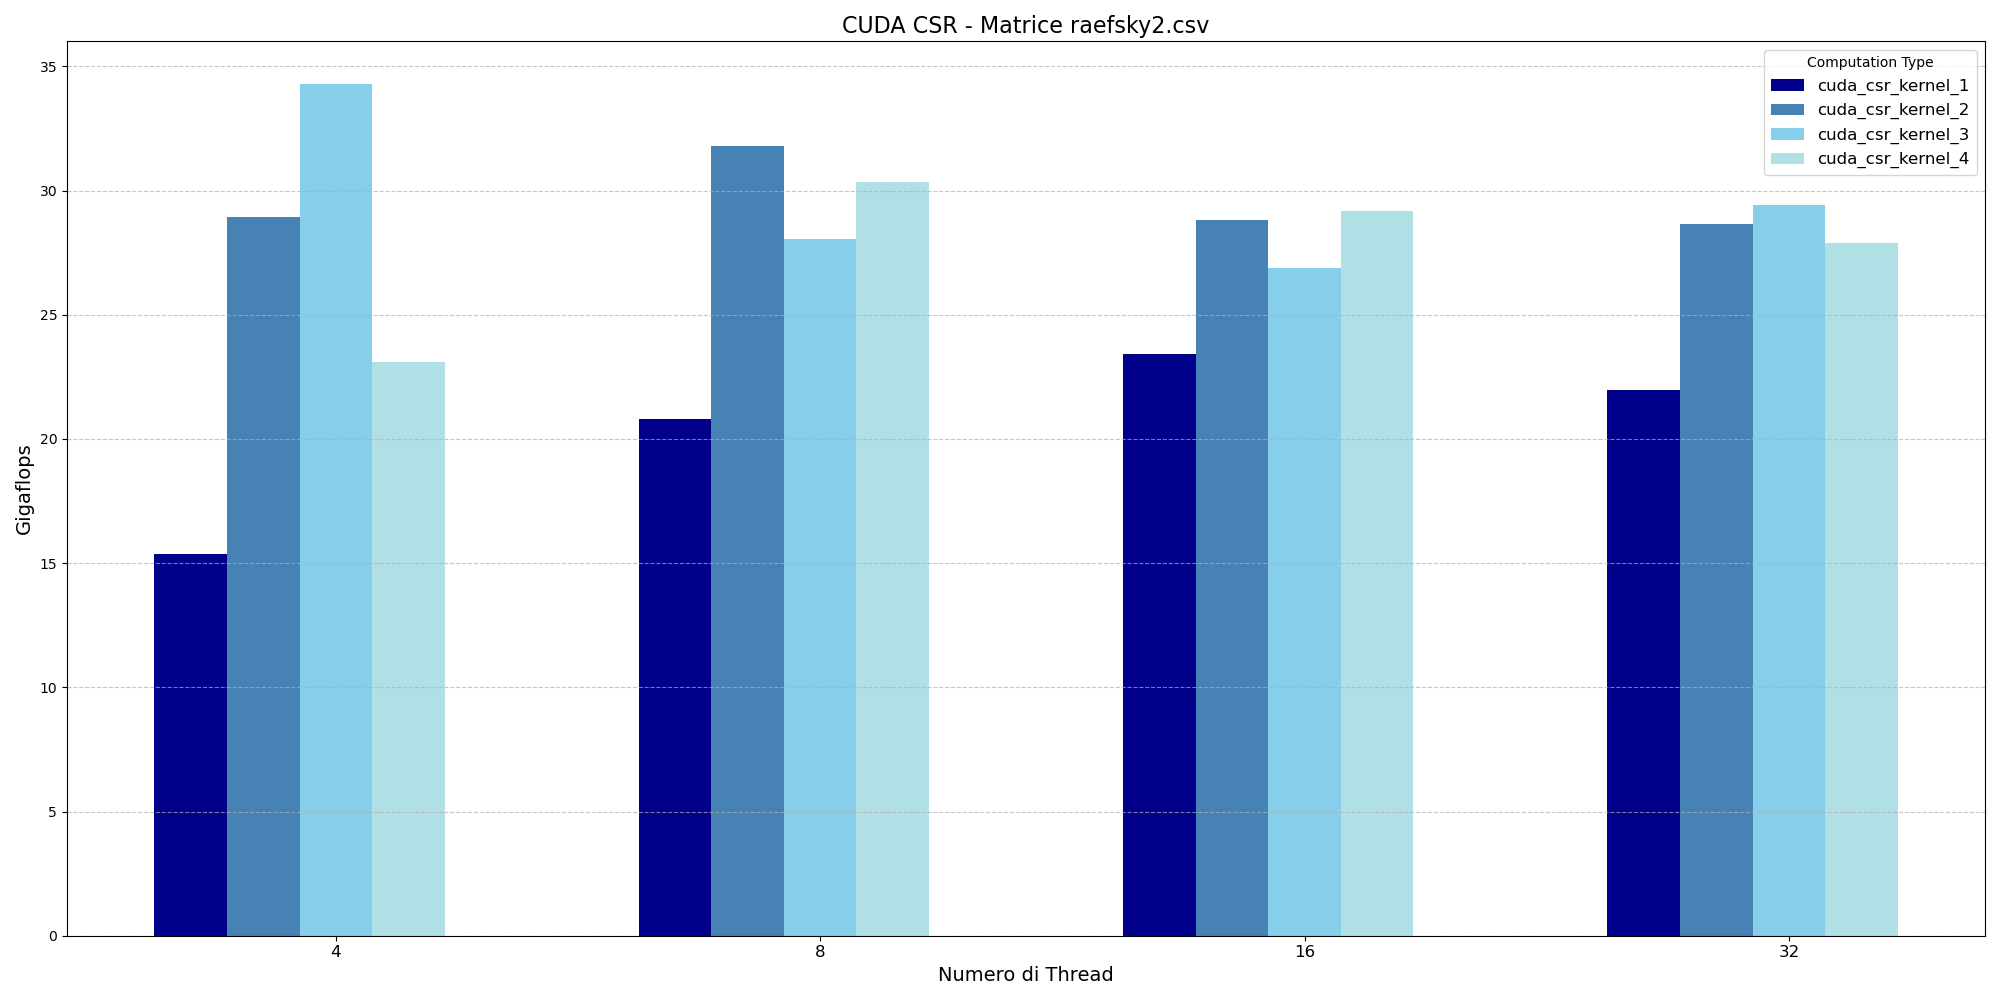 CUDA CSR - Matrice raefsky2.csv
Computation Type
cuda_csr_kernel_1
cuda_csr_kernel_2
cuda_csr_kernel_3
cuda_csr_kernel_4
Gigaflops
35
30
25
20
15
10
5
0
4 8 16 32
Numero di Thread